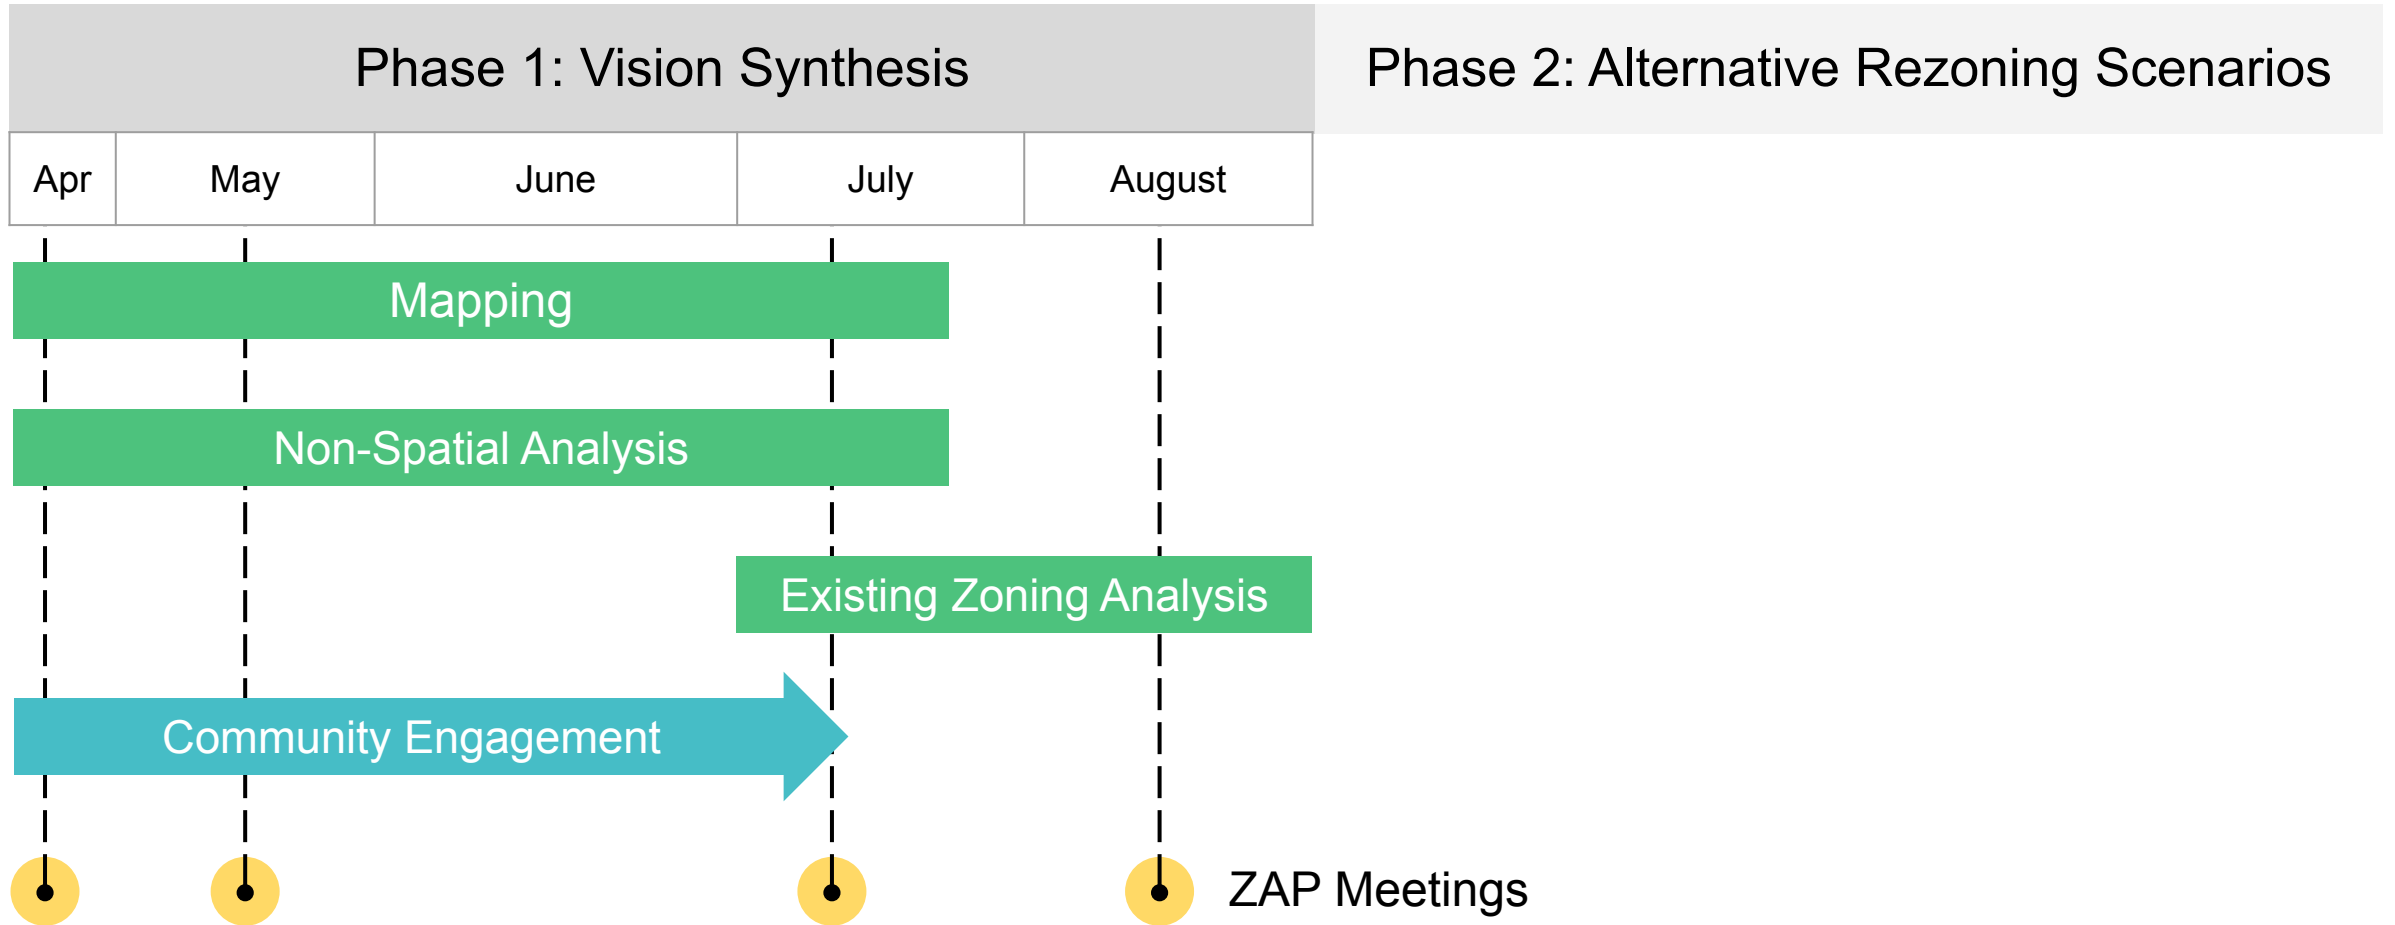 Phase 1: Vision Synthesis
Phase 2: Alternative Rezoning Scenarios
Apr
May
June
July
August
Mapping
Non-Spatial Analysis
Existing Zoning Analysis
Community Engagement
ZAP Meetings